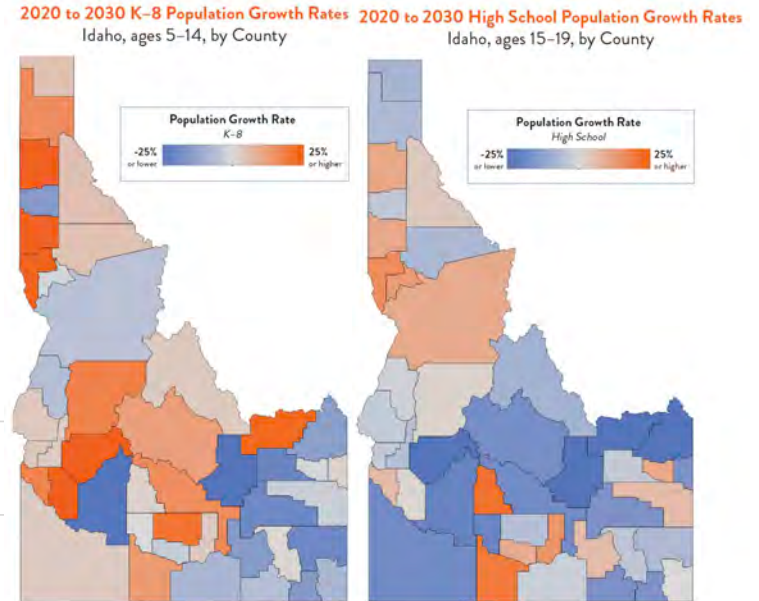 2020 to 2030 K–8 Population Growth Rates
Idaho, ages 5–14, by County
Population Growth Rate
K–8
-25%
or lower
25%
or higher
2020 to 2030 High School Population Growth Rates
Idaho, ages 15–19, by County
Population Growth Rate
High School
-25%
or lower
25%
or higher